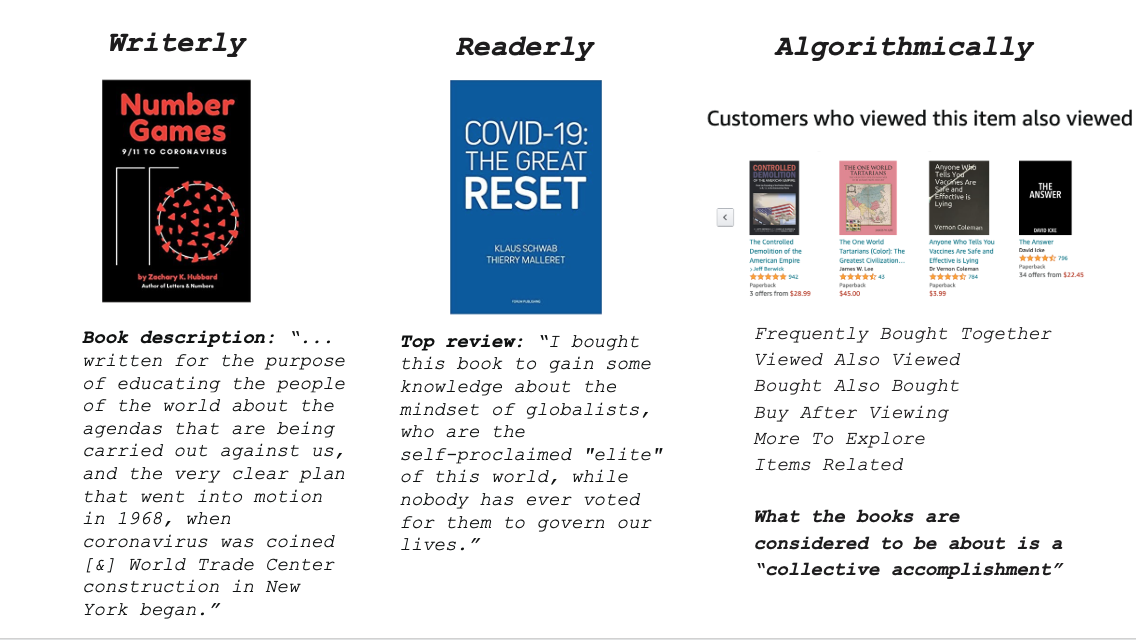 Writerly
Number
Games
9/11 TO CORONAVIRUS
by Zachary K. Hubbard
Author of Letters & Numbers
Book description: “...
written for the purpose
of educating the people
of the world about the
agendas that are being
carried out against us,
and the very clear plan
that went into motion
in 1968, when
coronavirus was coined
[&] World Trade Center
construction in New
York began.”
Readerly
COVID-19:
THE GREAT
RESET
KLAUS SCHWAB
THIERRY MALLERET
FORUM PUBLISHING
Top review: “I bought
this book to gain some
knowledge about the
mindset of globalists,
who are the
self-proclaimed "elite"
of this world, while
nobody has ever voted
for them to govern our
lives.”
Algorithmically
Customers who viewed this item also viewed
CONTROLLED
DEMOLITION
OF THE AMERICAN EMPIRE
The Controlled
Demolition of the
American Empire
Jeff Berwick
942
Paperback
3 offers from $28.99
THE ONE WORLD
TARTARIANS
The One World
Tartarians (Color): The
Greatest Civilization...
James W. Lee
43
Paperback
$45.00
Anyone Who
Tells You
Vaccines Are
Safe and
Effective is
Lying
Vernon Coleman
Anyone Who Tells You
Vaccines Are Safe and
Effective is Lying
Dr Vernon Coleman
784
Paperback
$3.99
THE
ANSWER
DAVID ICKE
The Answer
David Icke
796
Paperback
34 offers from $22.45
Frequently Bought Together
Viewed Also Viewed
Bought Also Bought
Buy After Viewing
More To Explore
Items Related
What the books are
considered to be about is a
“collective accomplishment”